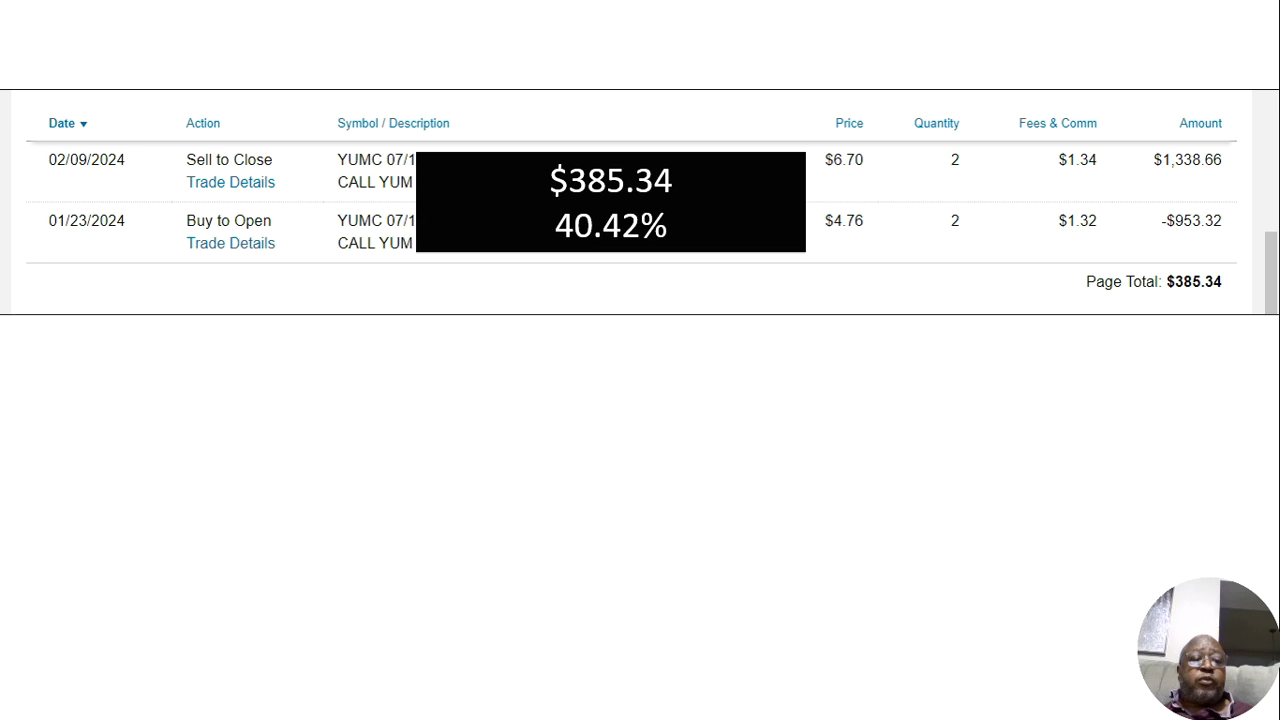 Date Action Symbol / Description Price Quantity Fees & Comm Amount
02/09/2024 Sell to Close YUMC 07/1 $6.70 2 $1.34 $1,338.66
Trade Details CALL YUM
$385.34
01/23/2024 Buy to Open YUMC 07/1 $4.76 2 $1.32 -$953.32
Trade Details CALL YUM
40.42%
Page Total: $385.34